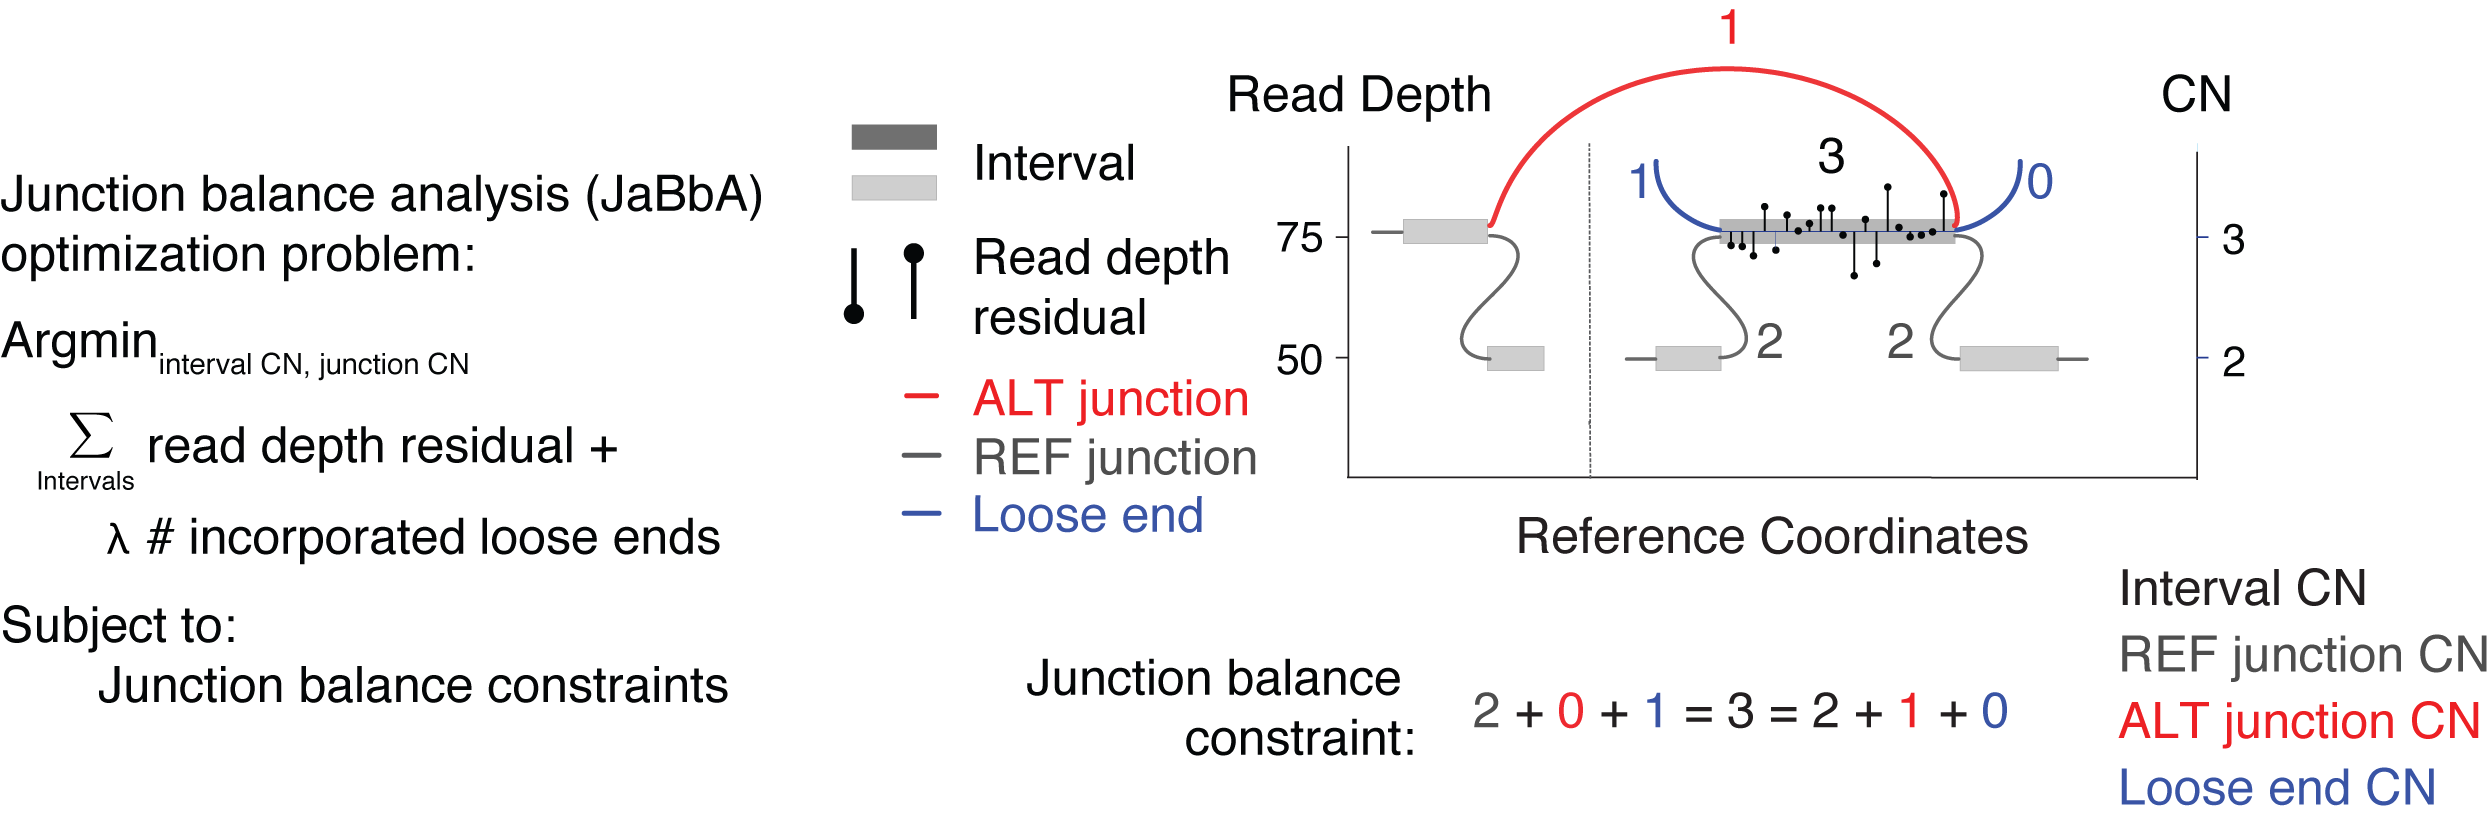 Junction balance analysis (JaBbA)
optimization problem:
Argmin interval CN, junction CN
∑ read depth residual +
Intervals
λ # incorporated loose ends
Subject to:
Junction balance constraints
Interval
Read depth
residual
ALT junction
REF junction
Loose end
Read Depth
1
CN
1
3
0
75
3
2
2
50
2
Reference Coordinates
Junction balance
constraint:
2 + 0 + 1 = 3 = 2 + 1 + 0
Interval CN
REF junction CN
ALT junction CN
Loose end CN